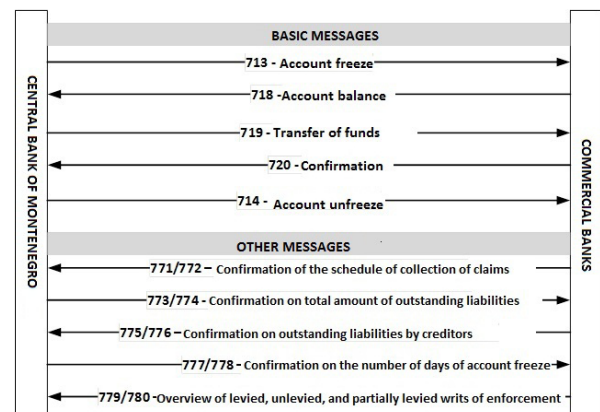 CENTRAL BANK OF MONTENEGRO
BASIC MESSAGES
713 - Account freeze
718 -Account balance
719 - Transfer of funds
720 - Confirmation
714 - Account unfreeze
OTHER MESSAGES
771/772 – Confirmation of the schedule of collection of claims
773/774 - Confirmation on total amount of outstanding liabilities
775/776 – Confirmation on outstanding liabilities by creditors
777/778 - Confirmation on the number of days of account freeze
779/780 -Overview of levied, unlevied, and partially levied writs of enforcement
COMMERCIAL BANKS